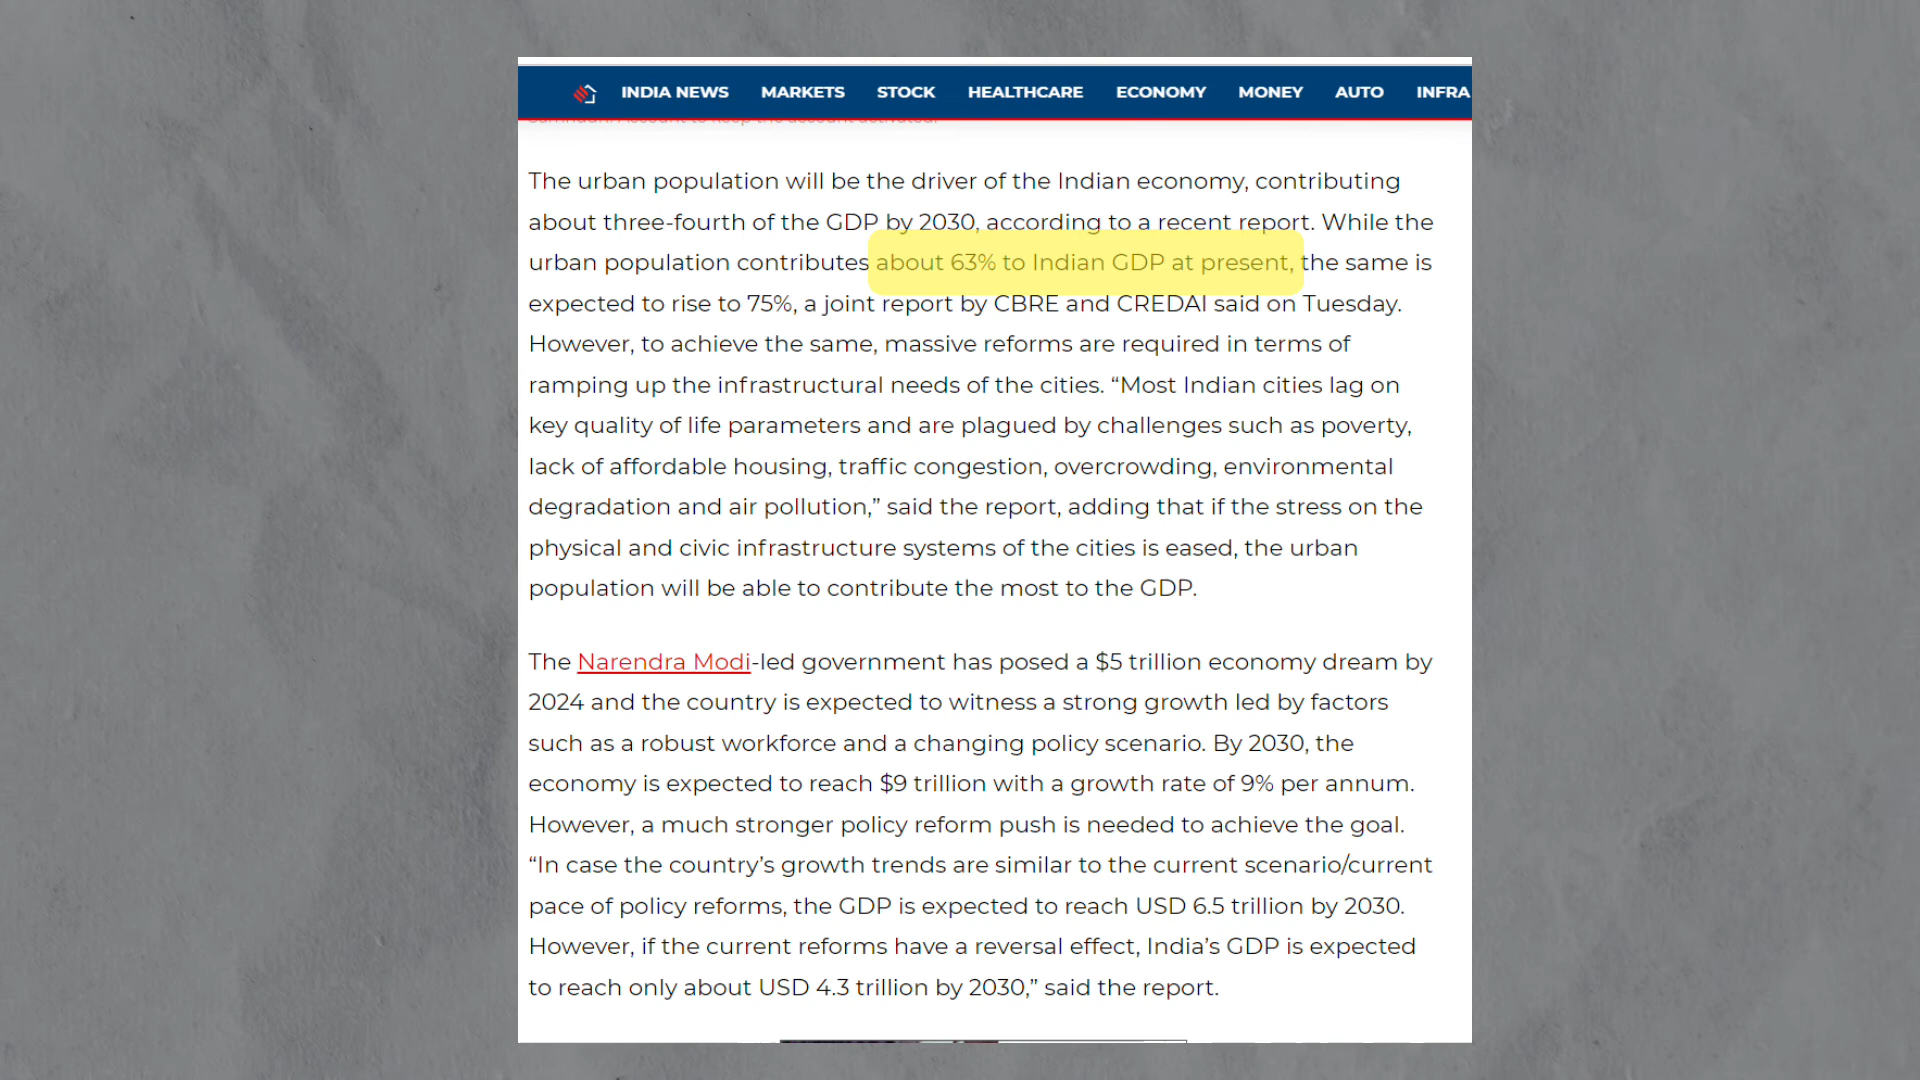 INDIA NEWS MARKETS STOCK HEALTHCARE ECONOMY MONEY AUTO INFRA
The urban population will be the driver of the Indian economy, contributing
about three-fourth of the GDP by 2030, according to a recent report. While the
urban population contributes about 63% to Indian GDP at present, the same is
expected to rise to 75%, a joint report by CBRE and CREDAI said on Tuesday.
However, to achieve the same, massive reforms are required in terms of
ramping up the infrastructural needs of the cities. “Most Indian cities lag on
key quality of life parameters and are plagued by challenges such as poverty,
lack of affordable housing, traffic congestion, overcrowding, environmental
degradation and air pollution,” said the report, adding that if the stress on the
physical and civic infrastructure systems of the cities is eased, the urban
population will be able to contribute the most to the GDP.
The Narendra Modi-led government has posed a $5 trillion economy dream by
2024 and the country is expected to witness a strong growth led by factors
such as a robust workforce and a changing policy scenario. By 2030, the
economy is expected to reach $9 trillion with a growth rate of 9% per annum.
However, a much stronger policy reform push is needed to achieve the goal.
“In case the country’s growth trends are similar to the current scenario/current
pace of policy reforms, the GDP is expected to reach USD 6.5 trillion by 2030.
However, if the current reforms have a reversal effect, India’s GDP is expected
to reach only about USD 4.3 trillion by 2030,” said the report.